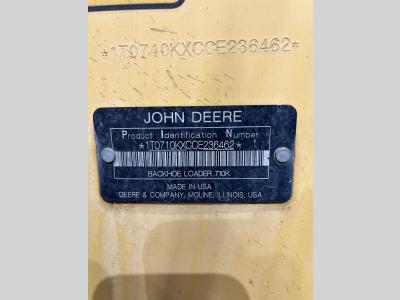 *1T0710KXCCE236462*
JOHN DEERE
Product Identification Number
*1T0710KXCCE236462*
BACKHOE LOADER 710K
MADE IN USA
DEERE & COMPANY, MOLINE, ILLINOIS, USA